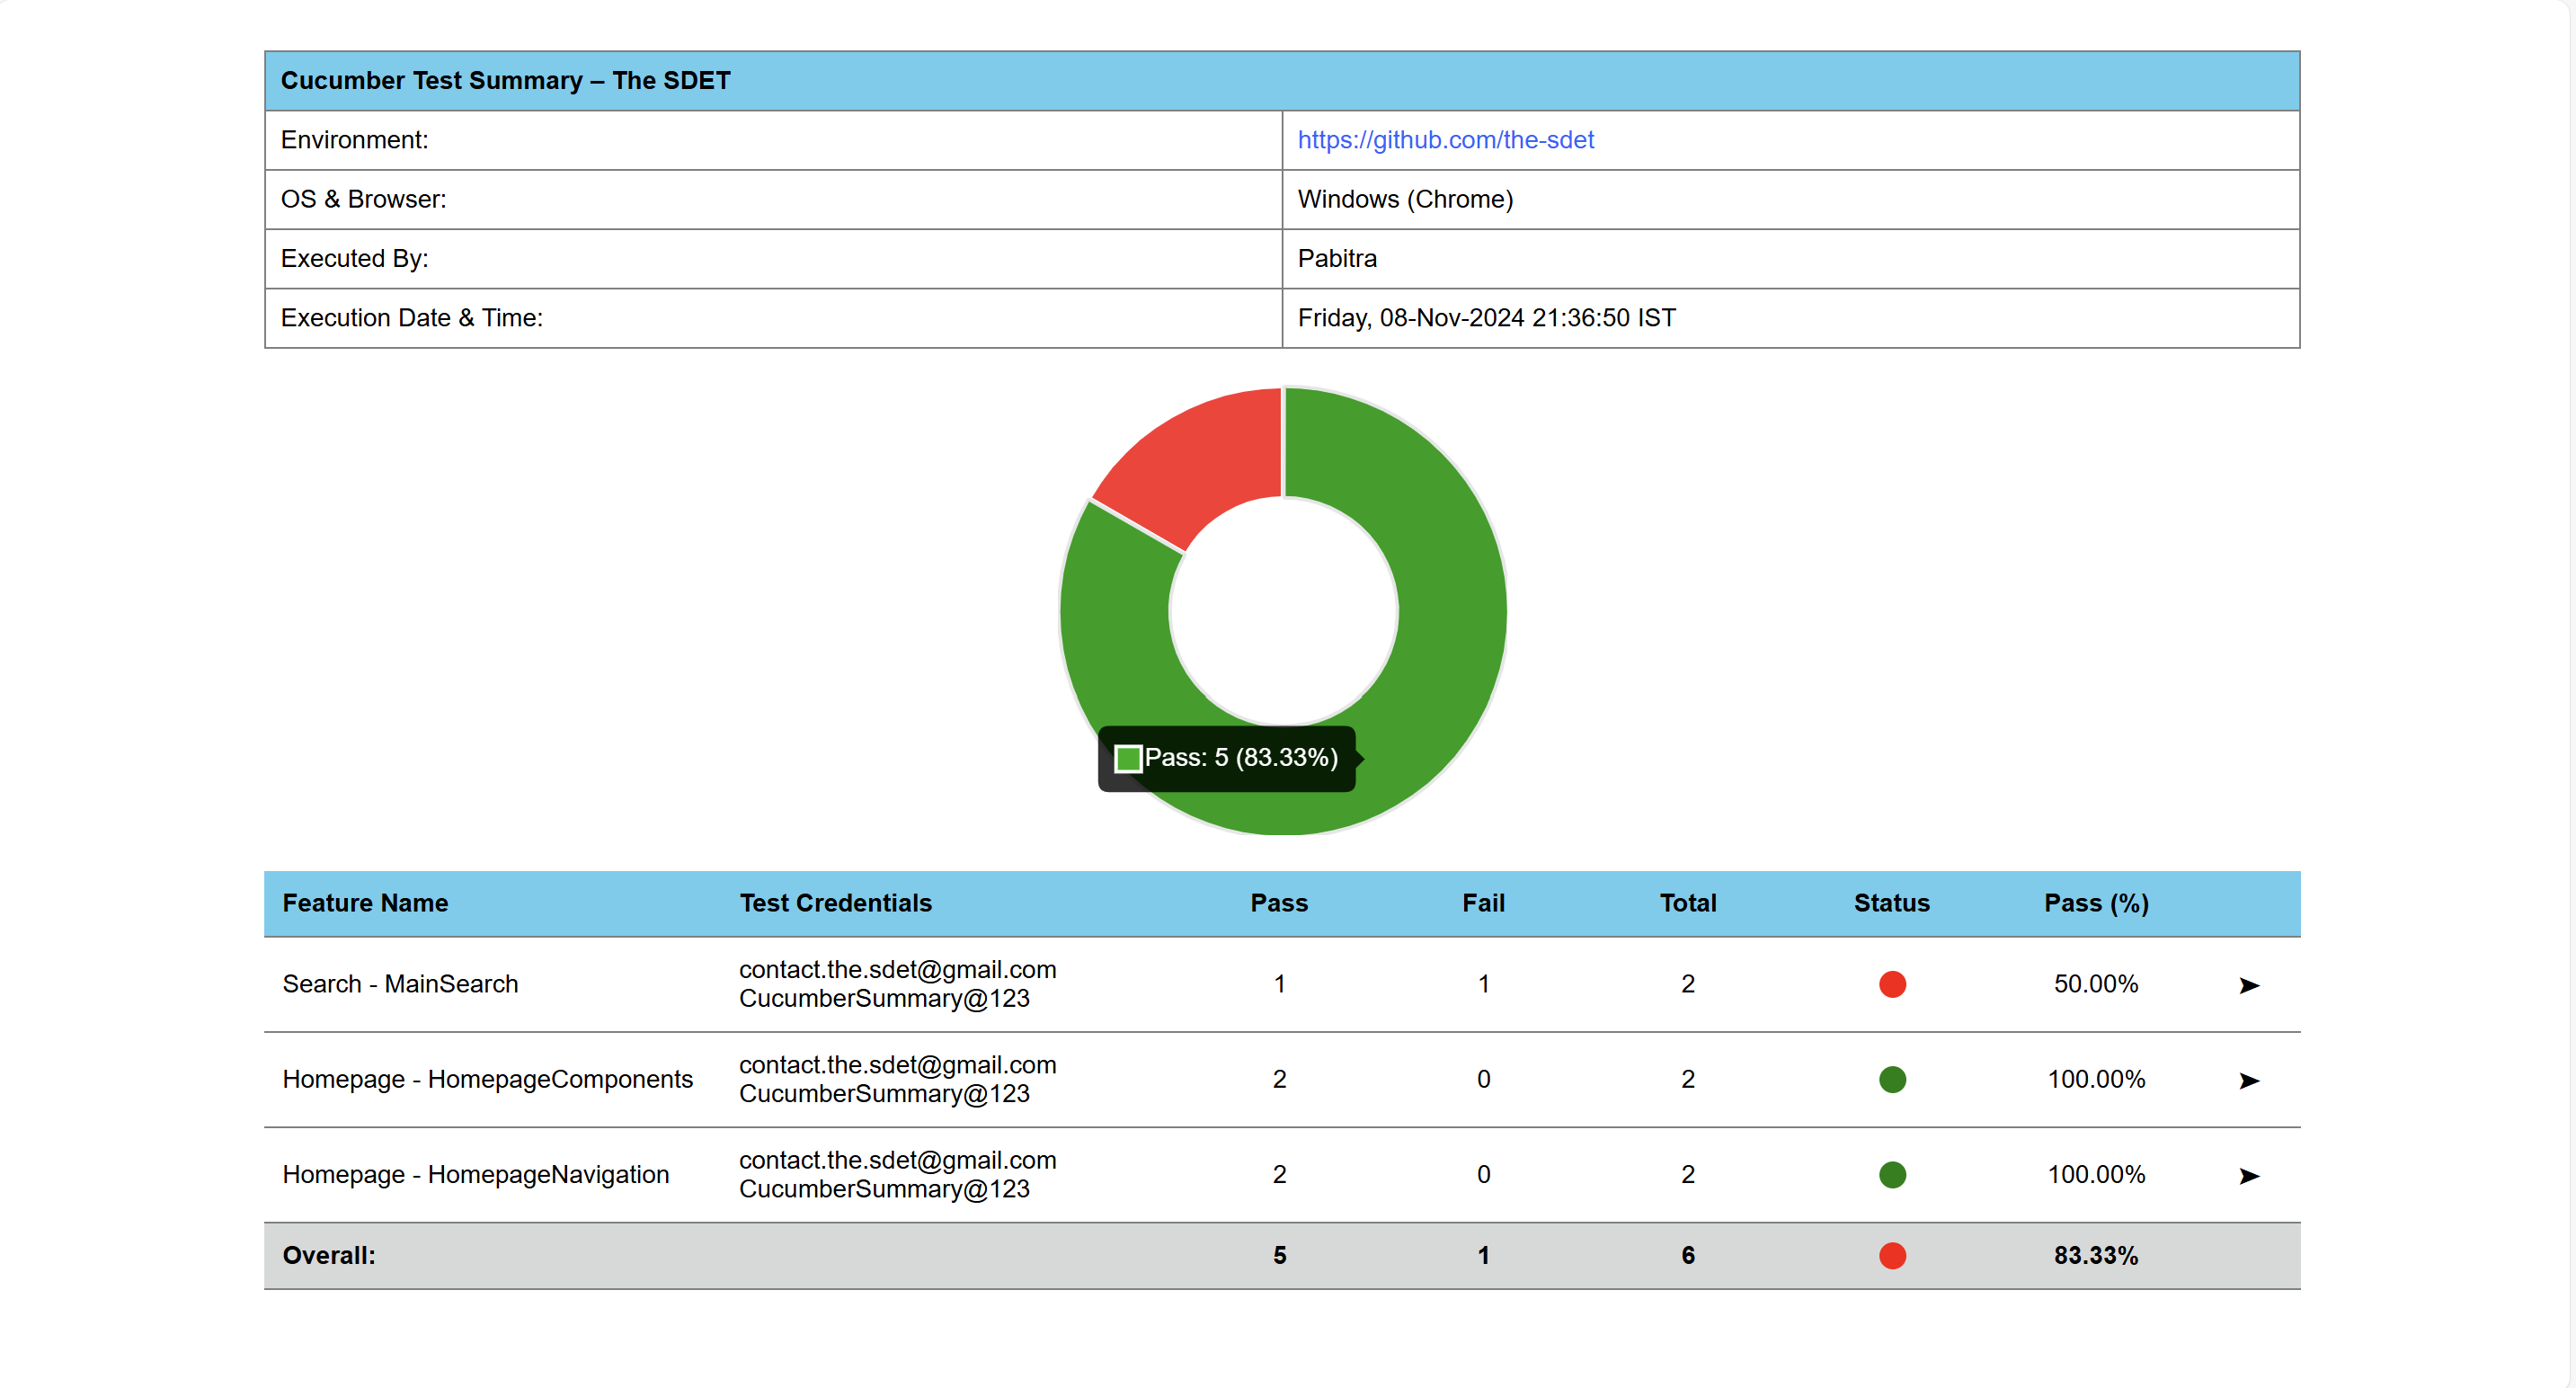 Cucumber Test Summary – The SDET
Environment: https://github.com/the-sdet
OS & Browser: Windows (Chrome)
Executed By: Pabitra
Execution Date & Time: Friday, 08-Nov-2024 21:36:50 IST
Pass: 5 (83.33%)
Feature Name Test Credentials Pass Fail Total Status Pass (%)
Search - MainSearch contact.the.sdet@gmail.com CucumberSummary@123 1 1 2 50.00%
Homepage - HomepageComponents contact.the.sdet@gmail.com CucumberSummary@123 2 0 2 100.00%
Homepage - HomepageNavigation contact.the.sdet@gmail.com CucumberSummary@123 2 0 2 100.00%
Overall: 5 1 6 83.33%